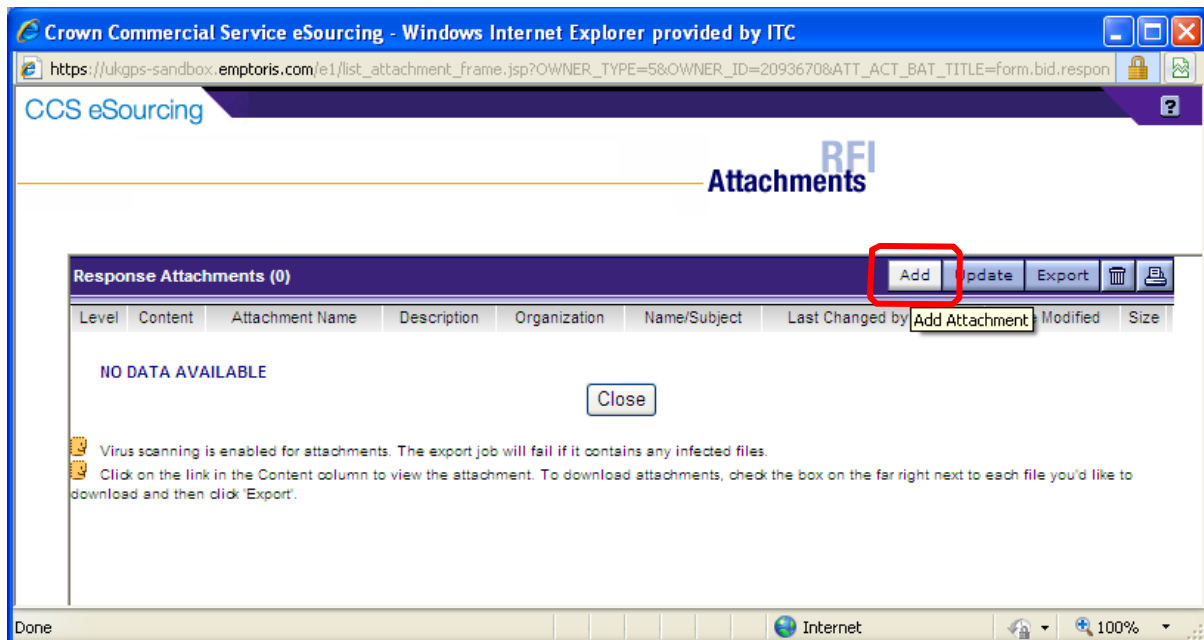 Crown Commercial Service eSourcing - Windows Internet Explorer provided by ITC
https://ukgps-sandbox.emptoris.com/e1/list_attachment_frame.jsp?OWNER_TYPE=5&OWNER_ID=2093670&ATT_ACT_BAT_TITLE=form.bid.respon
CCS eSourcing ?
RFI
Attachments
Response Attachments (0) Add Update Export
Level Content Attachment Name Description Organization Name/Subject Last Changed by Modified Size
Add Attachment
NO DATA AVAILABLE
Close
Virus scanning is enabled for attachments. The export job will fail if it contains any infected files.
Click on the link in the Content column to view the attachment. To download attachments, check the box on the far right next to each file you'd like to
download and then click 'Export'.
Done Internet 100%